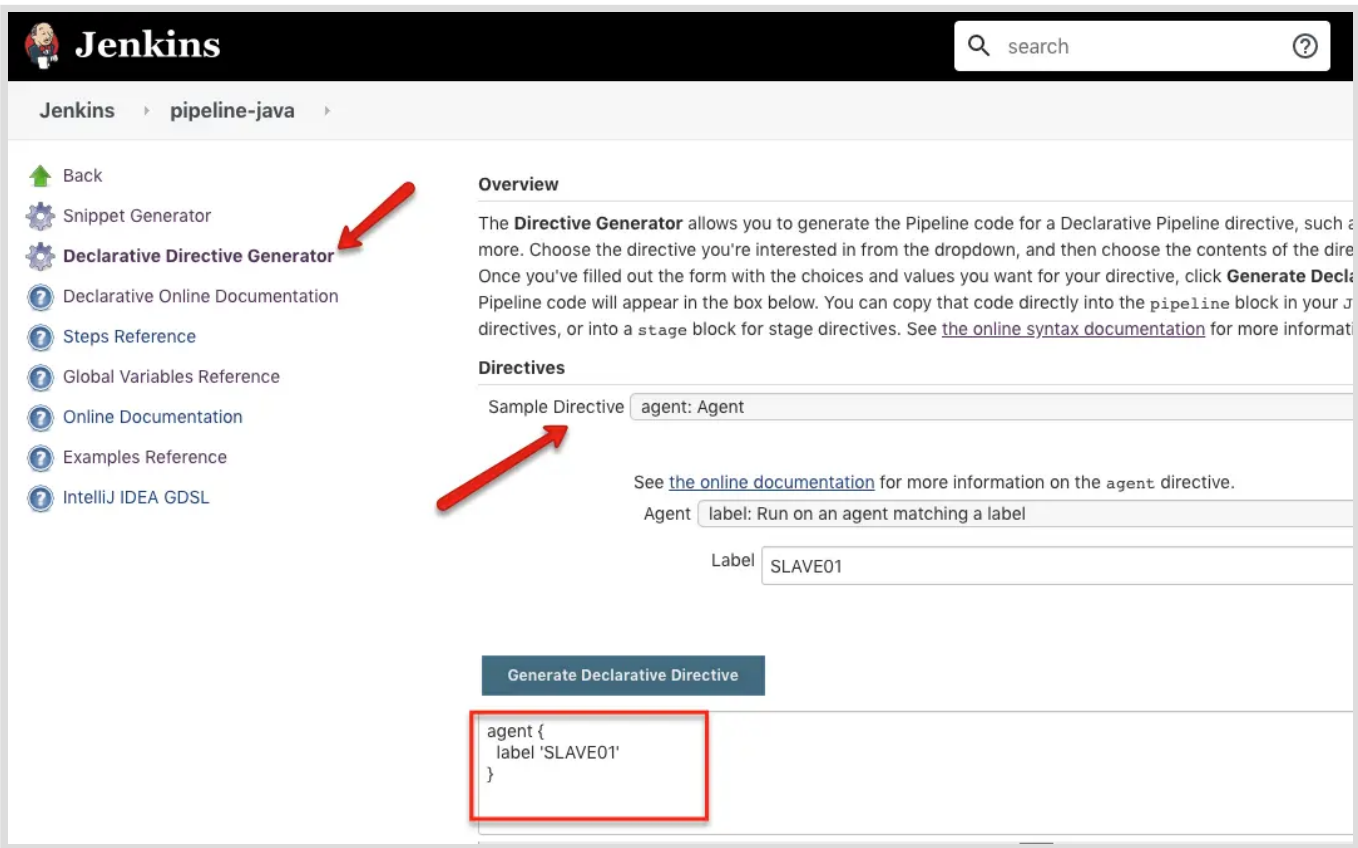 Jenkins
search
Jenkins
pipeline-java
Back
Snippet Generator
Declarative Directive Generator
Declarative Online Documentation
Steps Reference
Global Variables Reference
Online Documentation
Examples Reference
IntelliJ IDEA GDSL
Overview
The Directive Generator allows you to generate the Pipeline code for a Declarative Pipeline directive, such
more. Choose the directive you're interested in from the dropdown, and then choose the contents of the
Once you've filled out the form with the choices and values you want for your directive, click Generate
Pipeline code will appear in the box below. You can copy that code directly into the pipeline block in your
directives, or into a stage block for stage directives. See the online syntax documentation for more
Directives
Sample Directive agent: Agent
See the online documentation for more information on the agent directive.
Agent label: Run on an agent matching a label
Label SLAVE01
Generate Declarative Directive
agent {
label 'SLAVE01'
}